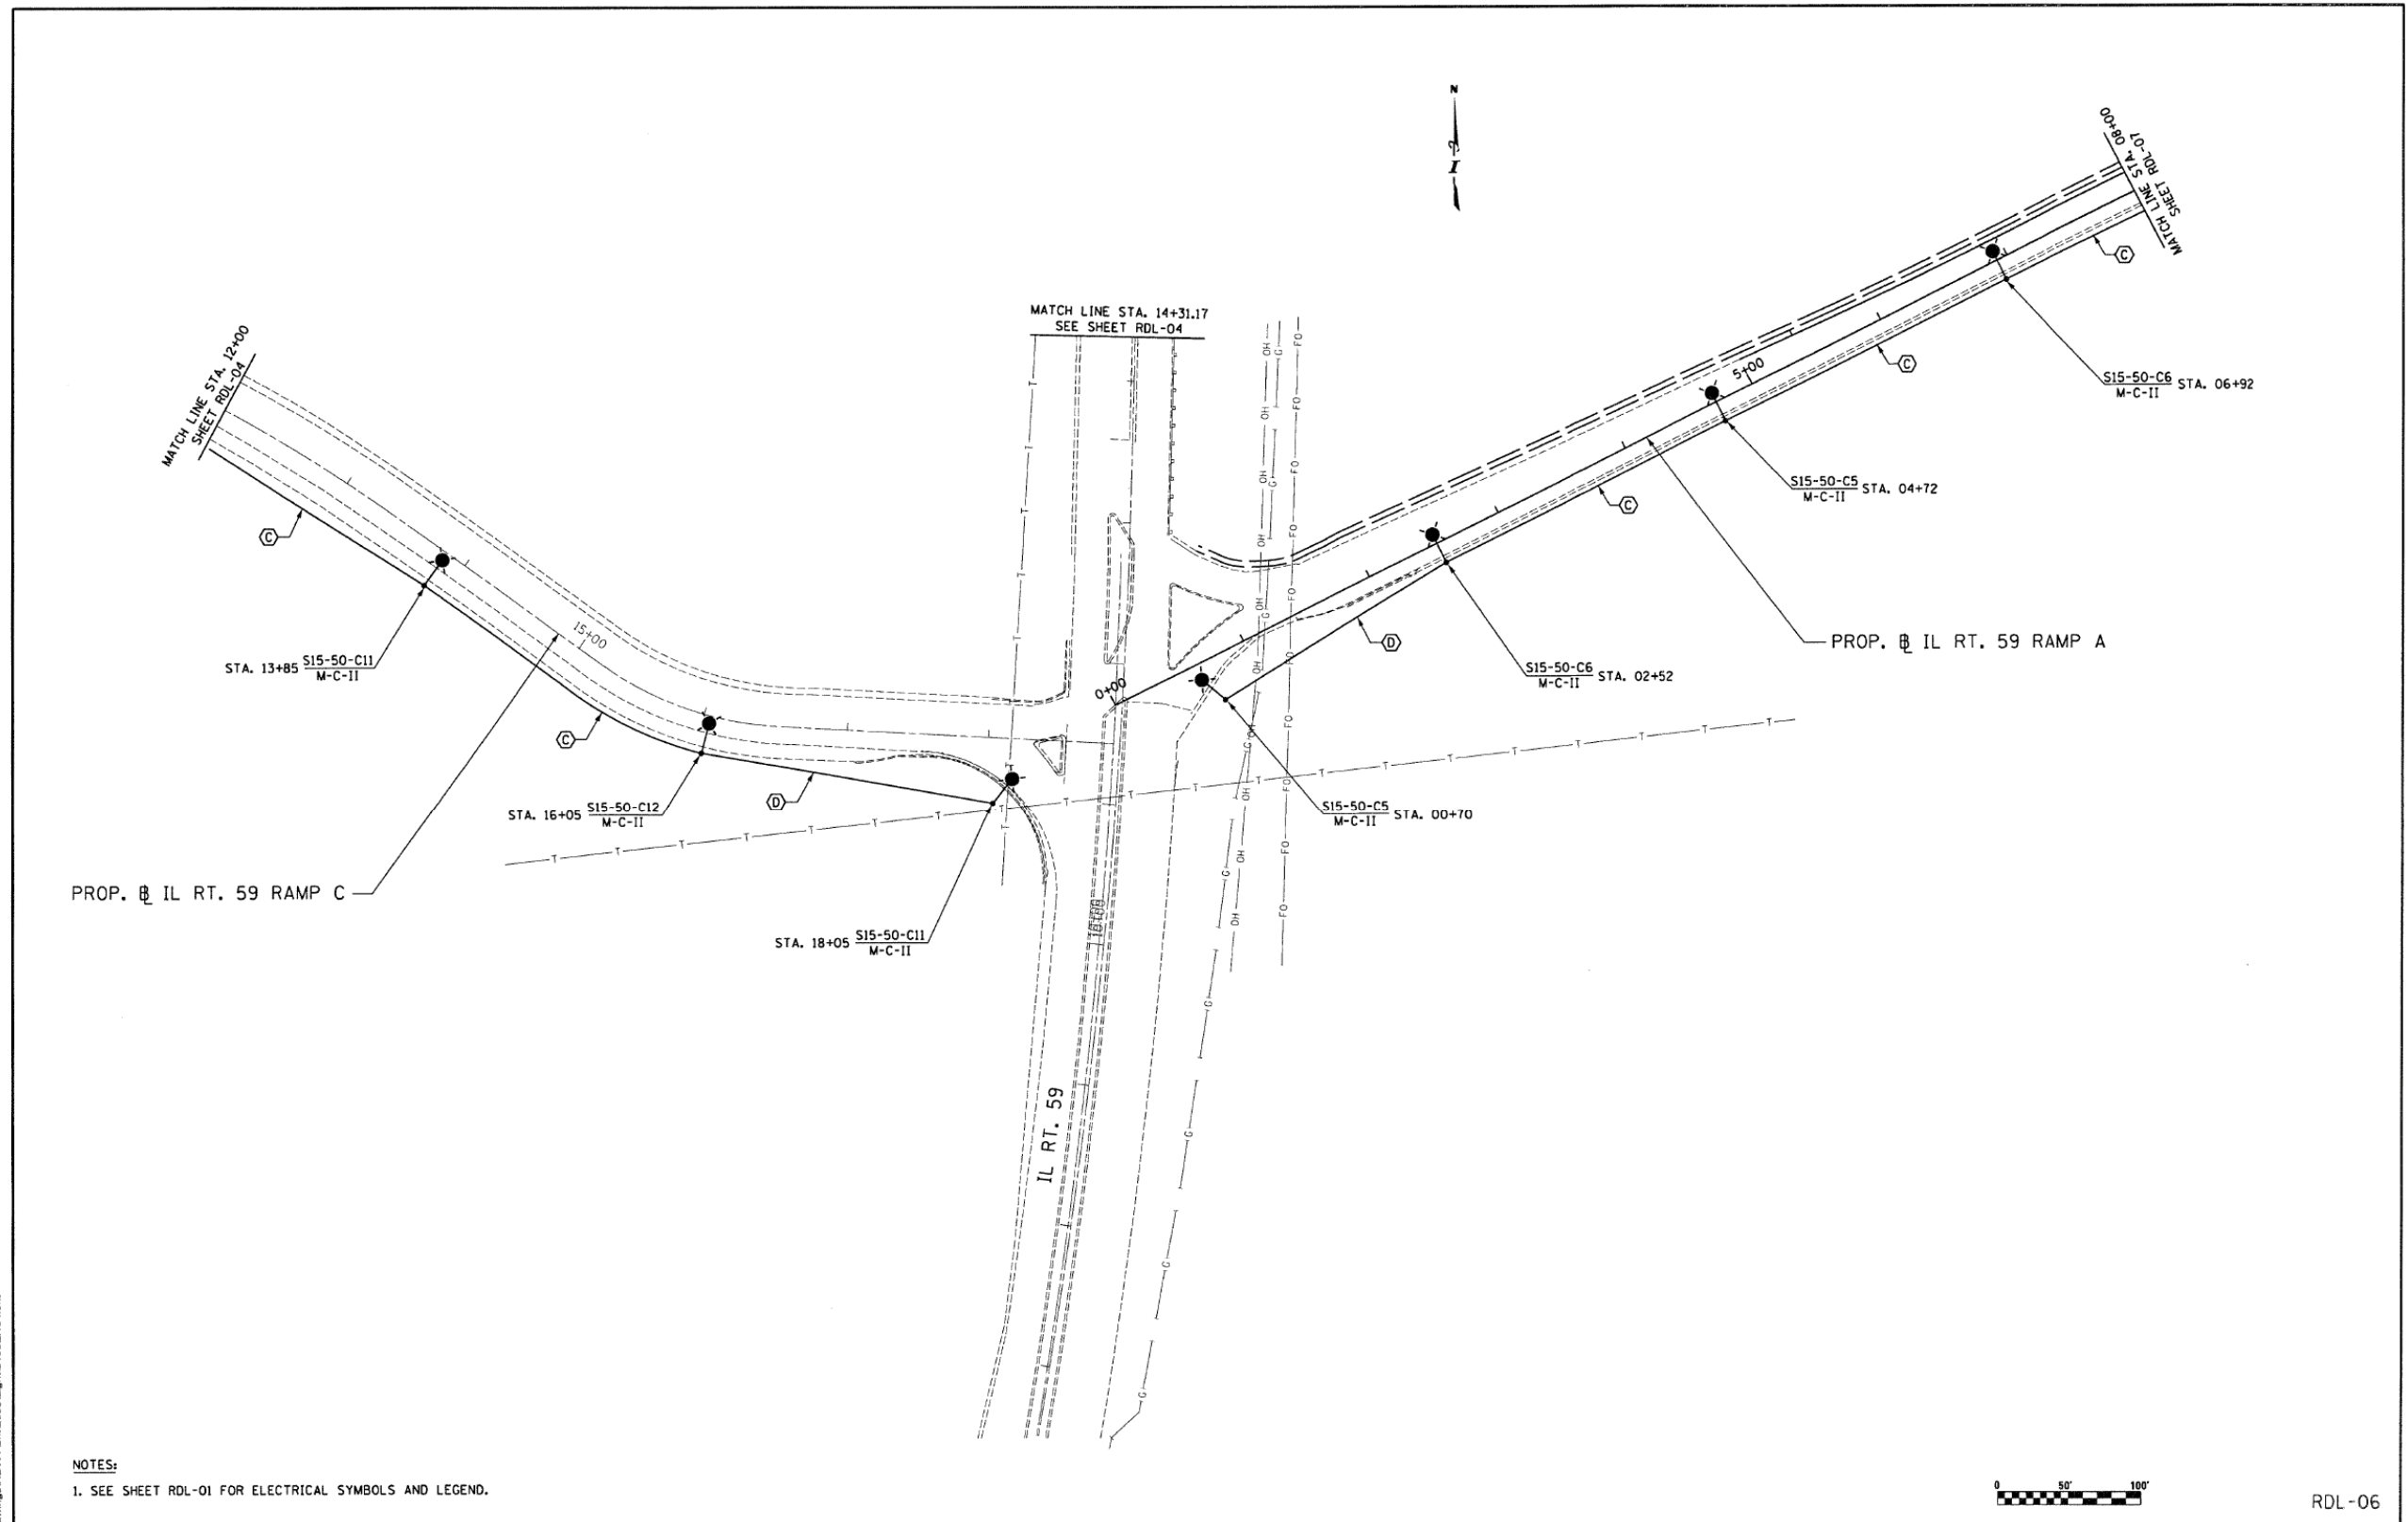 N
MATCH LINE STA. 08+00
SHEET RDL-07
MATCH LINE STA. 14+31.17
SEE SHEET RDL-04
MATCH LINE STA. 12+00
SHEET RDL-04
C
C
C
C
C
D
D
5+00
0+00
15+00
S15-50-C6
M-C-II
STA. 06+92
S15-50-C5
M-C-II
STA. 04+72
S15-50-C6
M-C-II
STA. 02+52
S15-50-C5
M-C-II
STA. 00+70
STA. 13+85
S15-50-C11
M-C-II
STA. 16+05
S15-50-C12
M-C-II
STA. 18+05
S15-50-C11
M-C-II
PROP. ℄ IL RT. 59 RAMP A
PROP. ℄ IL RT. 59 RAMP C
IL RT. 59
NOTES:
1. SEE SHEET RDL-01 FOR ELECTRICAL SYMBOLS AND LEGEND.
0 50' 100'
RDL-06